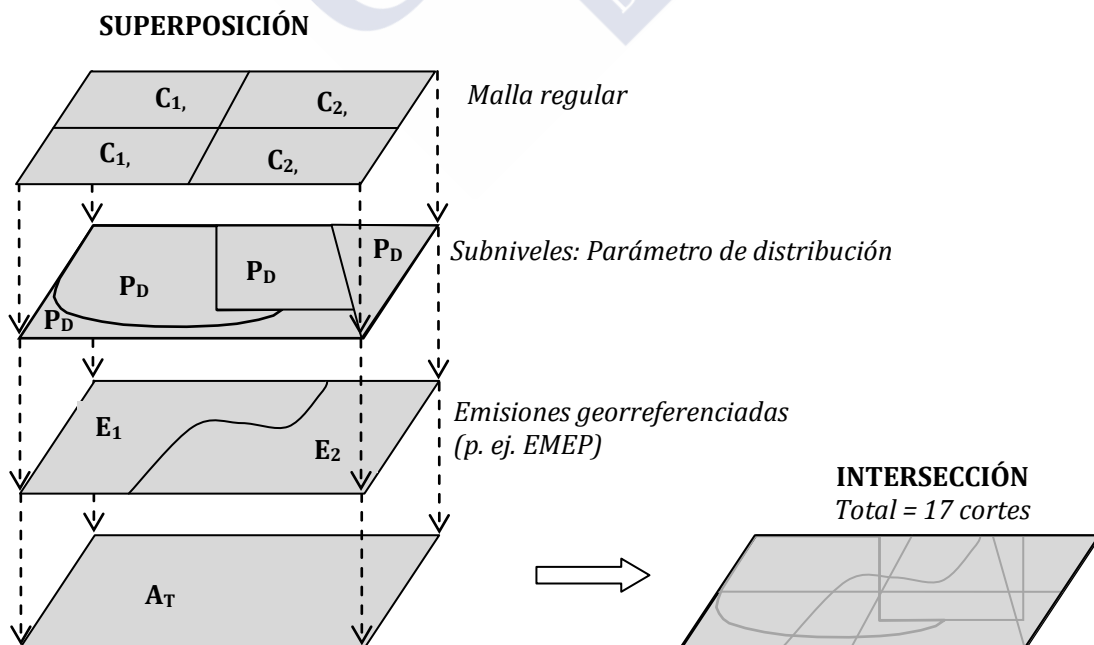 SUPERPOSICIÓN
C1,
C2,
Malla regular
C1,
C2,
PD
PD
PD
Subniveles: Parámetro de distribución
PD
E1
Emisiones georreferenciadas
E2
(p. ej. EMEP)
INTERSECCIÓN
Total = 17 cortes
AT